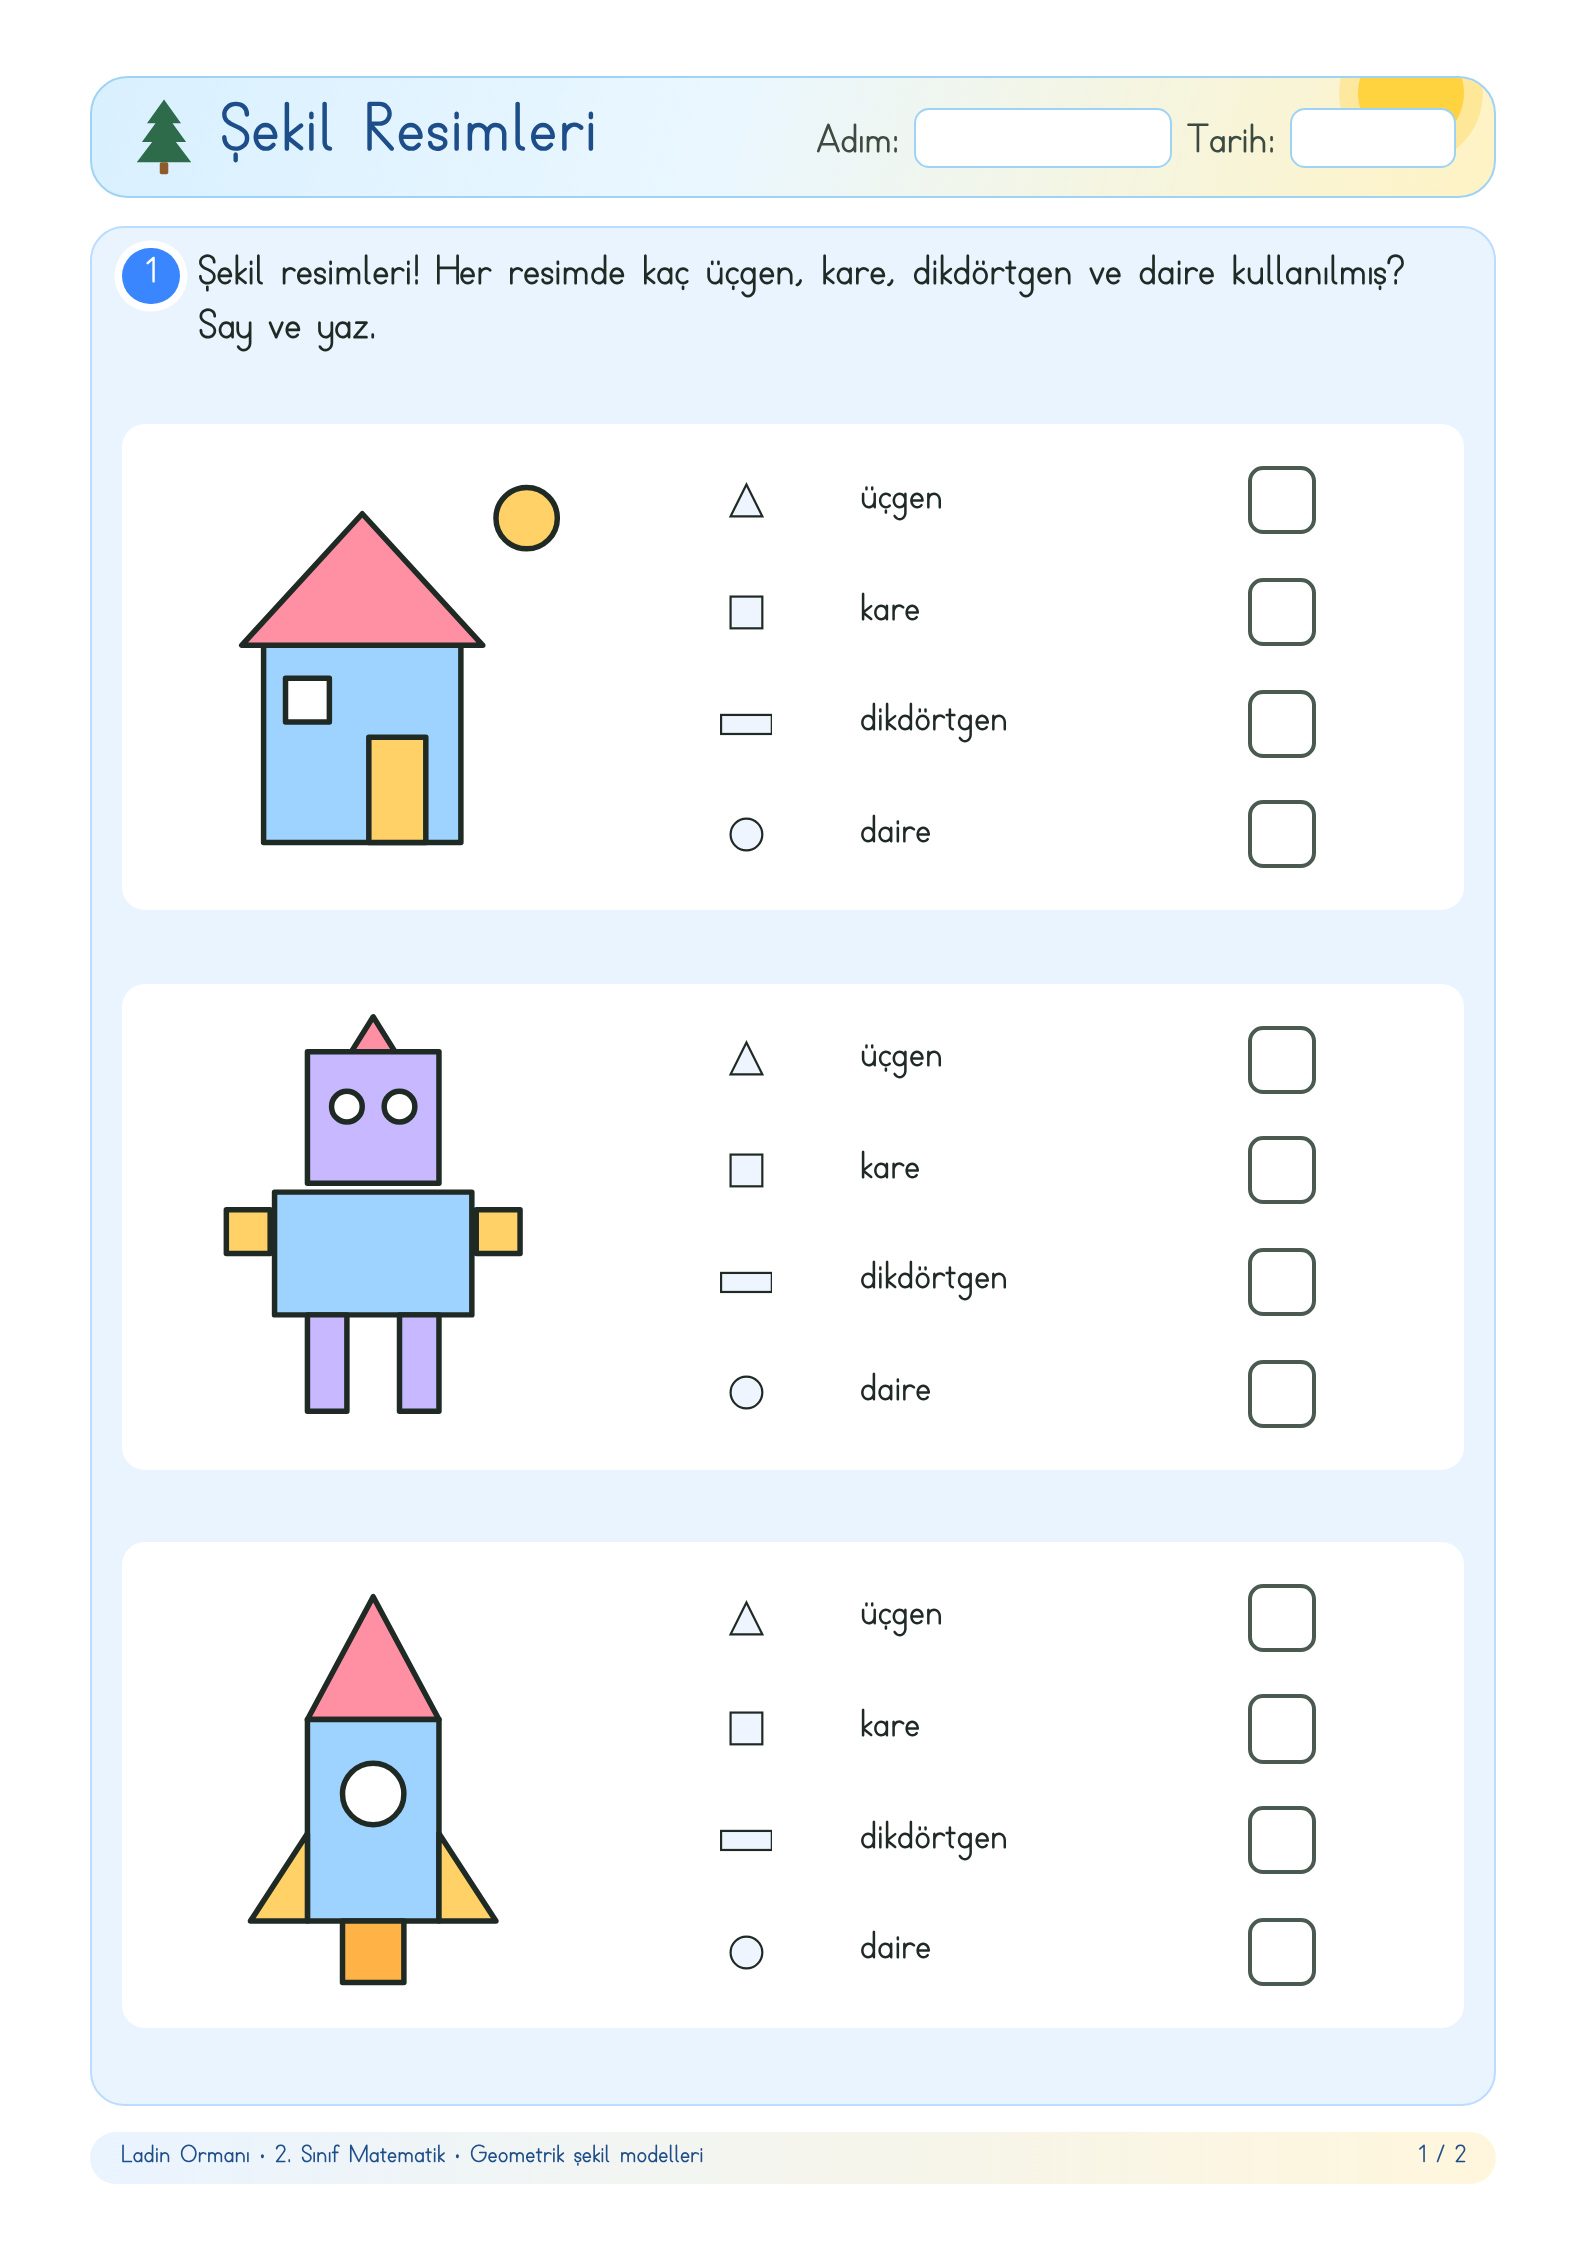 Şekil Resimleri
Adım:
Tarih:
1
Şekil resimleri! Her resimde kaç üçgen, kare, dikdörtgen ve daire kullanılmış?
Say ve yaz.
üçgen
kare
dikdörtgen
daire
üçgen
kare
dikdörtgen
daire
üçgen
kare
dikdörtgen
daire
Ladin Ormanı • 2. Sınıf Matematik • Geometrik şekil modelleri
1 / 2